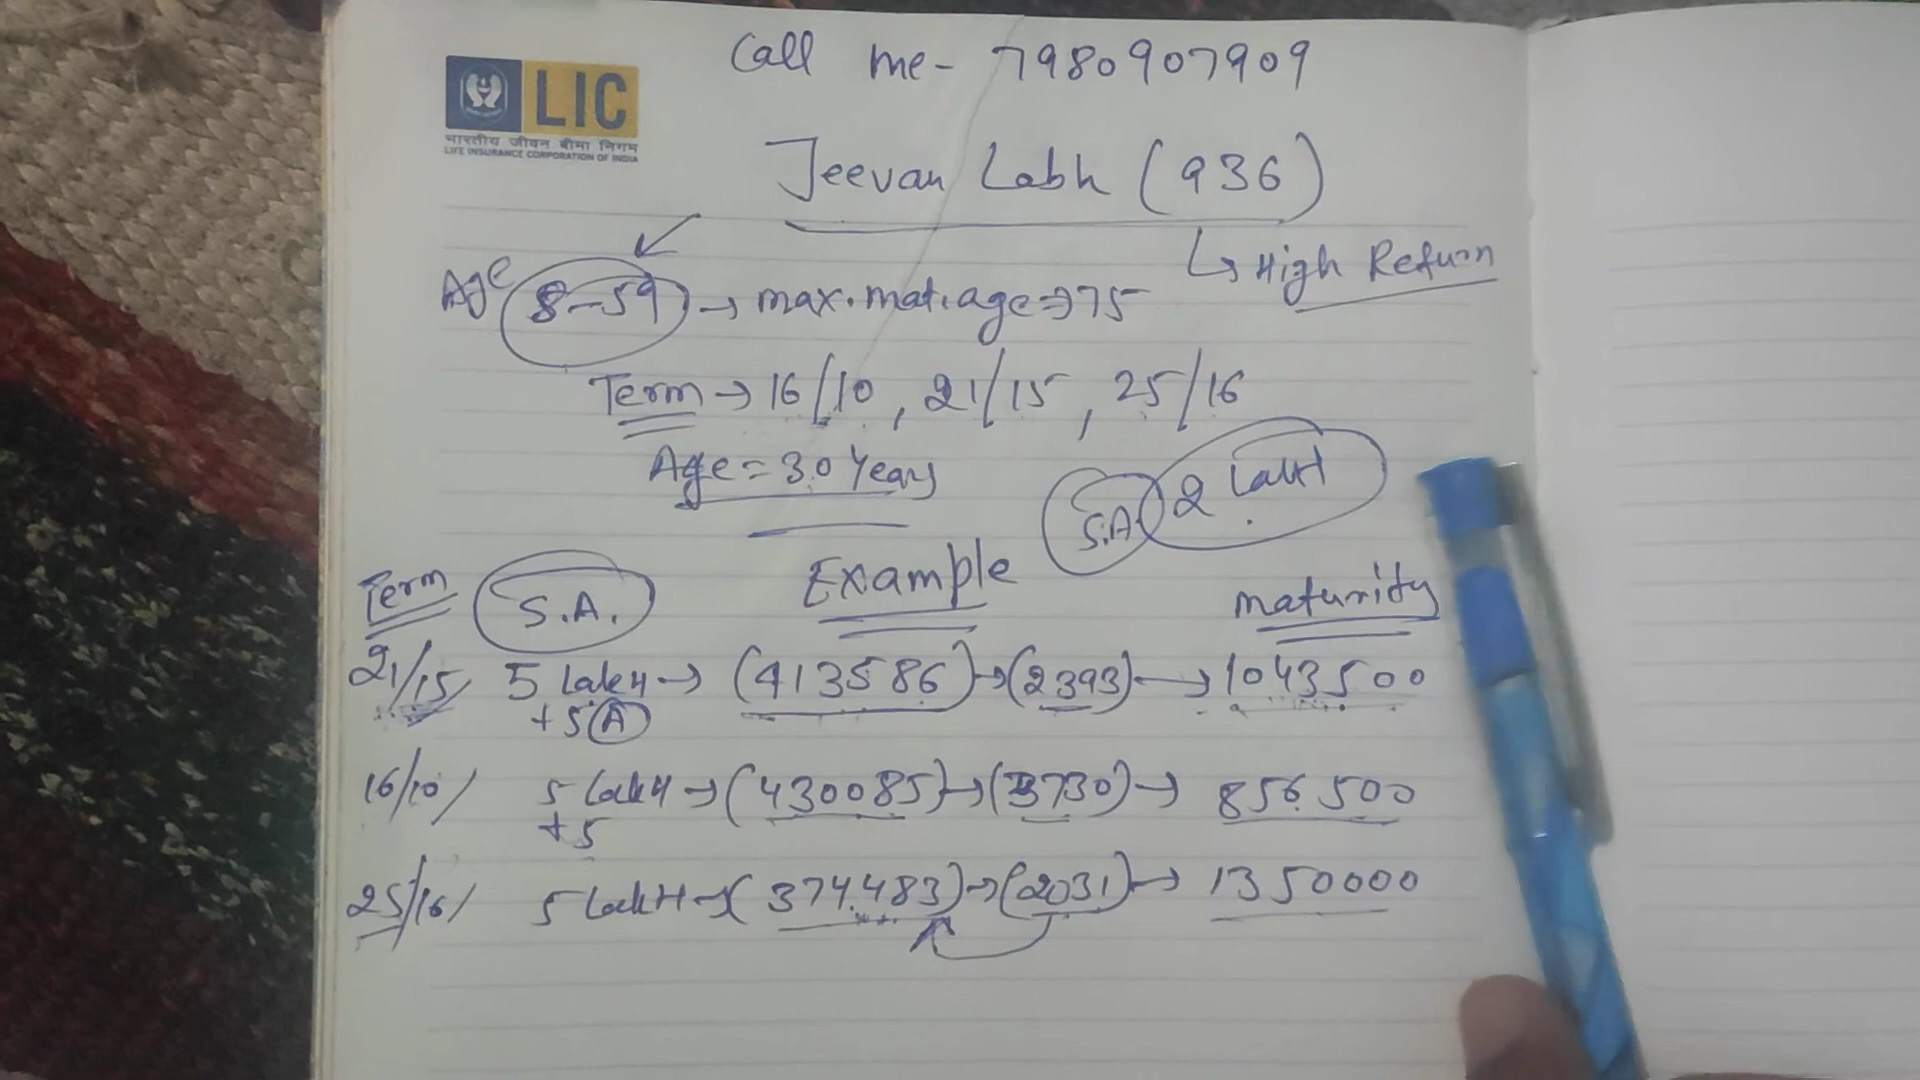 Call me - 7980907909
LIC
भारतीय जीवन बीमा निगम
LIFE INSURANCE CORPORATION OF INDIA
Jeevan Labh (936)
↳ High Return
Age 8-59 → max. mat. age ⇒ 75
Term → 16/10, 21/15, 25/16
Age = 30 Years
S.A. 2 Lakh
Example
Term S.A. maturity
21/15 5 Lakh → (413586) → (2393) → 1043500
+5 A
16/10/ 5 Lakh → (430085) → (3730) → 856500
+5
25/16/ 5 LakH → (374483) → (2031) → 1350000